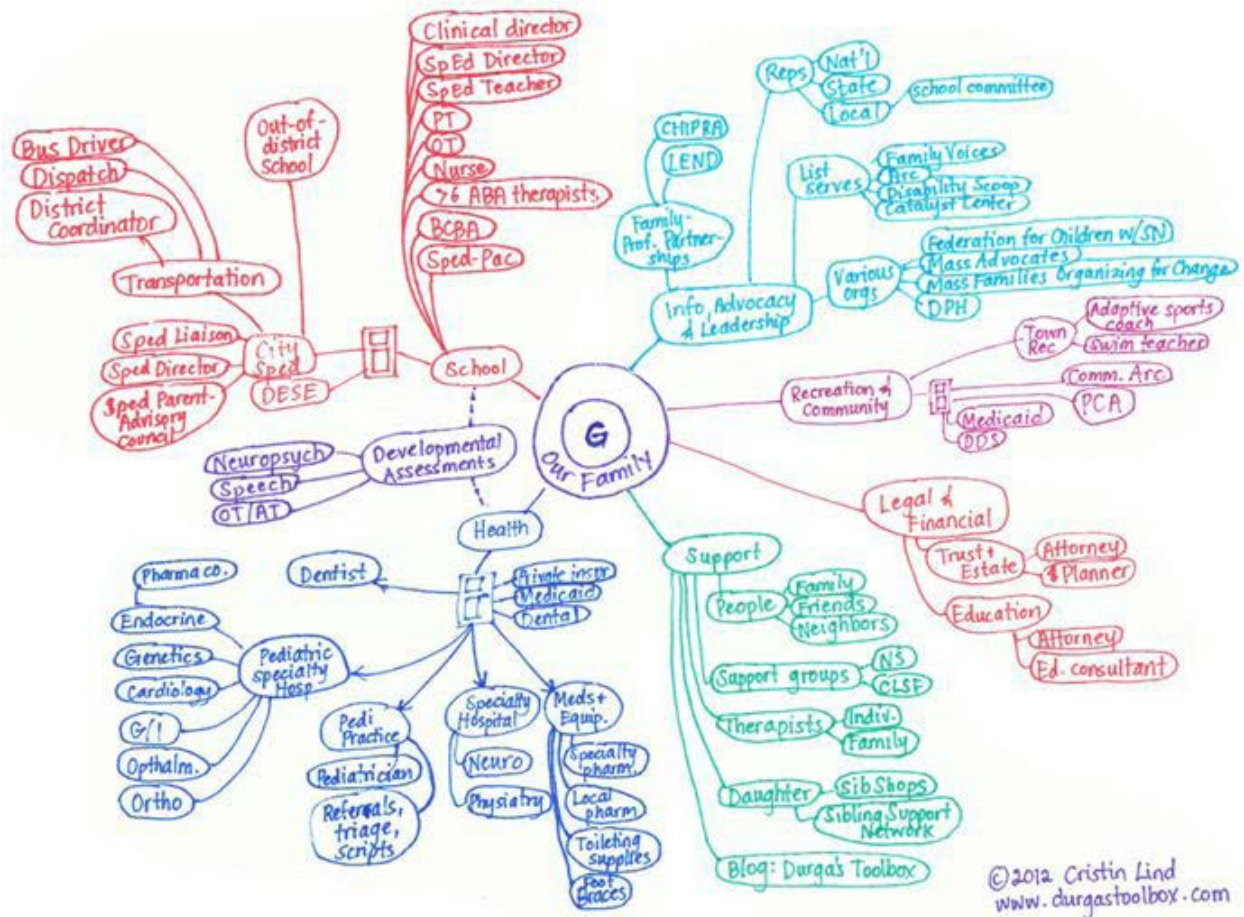 G
Our Family
School
Clinical director
SpEd Director
SpEd Teacher
PT
OT
Nurse
>6 ABA therapists
BCBA
Sped-Pac
Out-of-
district
School
Bus Driver
Dispatch
District
Coordinator
Transportation
Sped Liaison
Sped Director
Sped Parent-
Advisory
Council
City
Sped
DESE
Developmental
Assessments
Neuropsych
Speech
OT/AT
Health
Private insur
Medicaid
Dental
Dentist
Pediatric
specialty
Hosp
Pharmaco.
Endocrine
Genetics
Cardiology
G/I
Opthalm.
Ortho
Pedi
Practice
Pediatrician
Referrals,
triage,
scripts
Specialty
Hospital
Neuro
Physiatry
Meds+
Equip.
Specialty
pharm.
Local
pharm
Toileting
supplies
Foot
Braces
Support
People
Family
Friends
Neighbors
Support groups
NS
CLSF
Therapists
Indiv.
Family
Daughter
SibShops
Sibling Support
Network
Blog: Durga's Toolbox
Legal &
Financial
Trust+
Estate
Attorney
$ Planner
Education
Attorney
Ed. consultant
Recreation &
Community
Town
Rec
Adaptive sports
coach
Swim teacher
Comm. Arc
PCA
Medicaid
DDS
Info, Advocacy
& Leadership
Family-
Prof. Partner-
ships
CHIPRA
LEND
Reps
Nat'l
State
Local
school committee
List
serves
Family Voices
Arc
Disability Scoop
Catalyst Center
Various
orgs
Federation for Children w/SN
Mass Advocates
Mass Families Organizing for Change
DPH
©2012 Cristin Lind
www.durgastoolbox.com